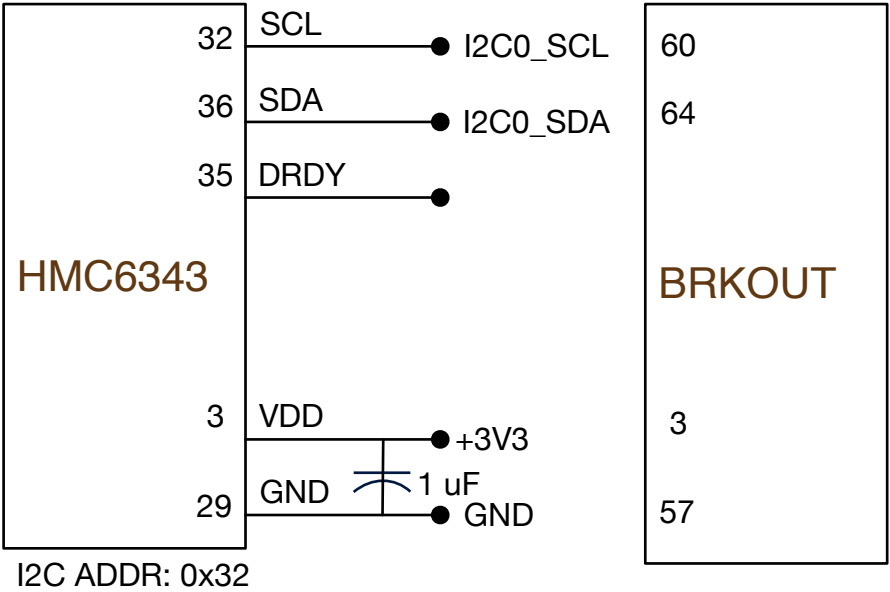 32 SCL I2C0_SCL 60
36 SDA I2C0_SDA 64
35 DRDY
HMC6343 BRKOUT
3 VDD +3V3 3
29 GND 1 uF GND 57
I2C ADDR: 0x32